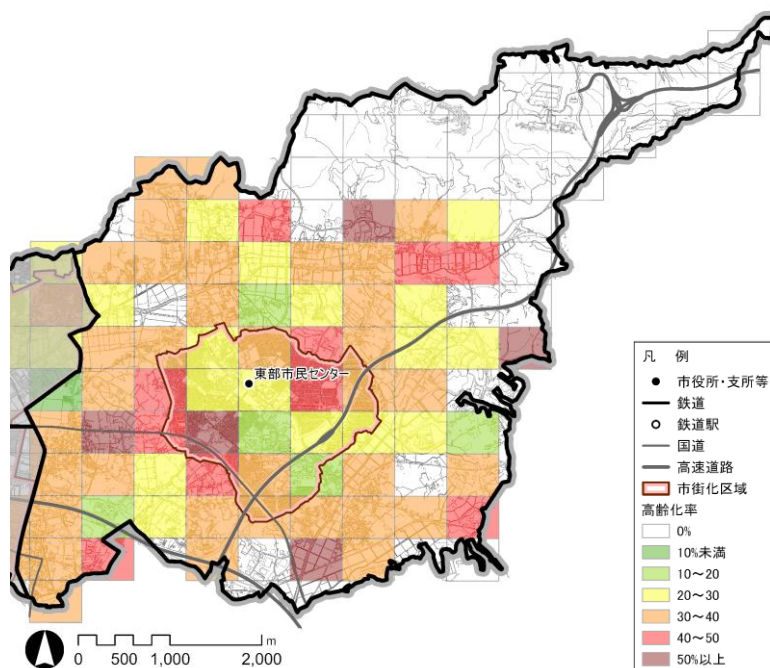 東部市民センター
凡 例
市役所・支所等
鉄道
鉄道駅
国道
高速道路
市街化区域
高齢化率
0%
10%未満
10～20
20～30
30～40
40～50
50%以上
0 500 1,000 2,000 m